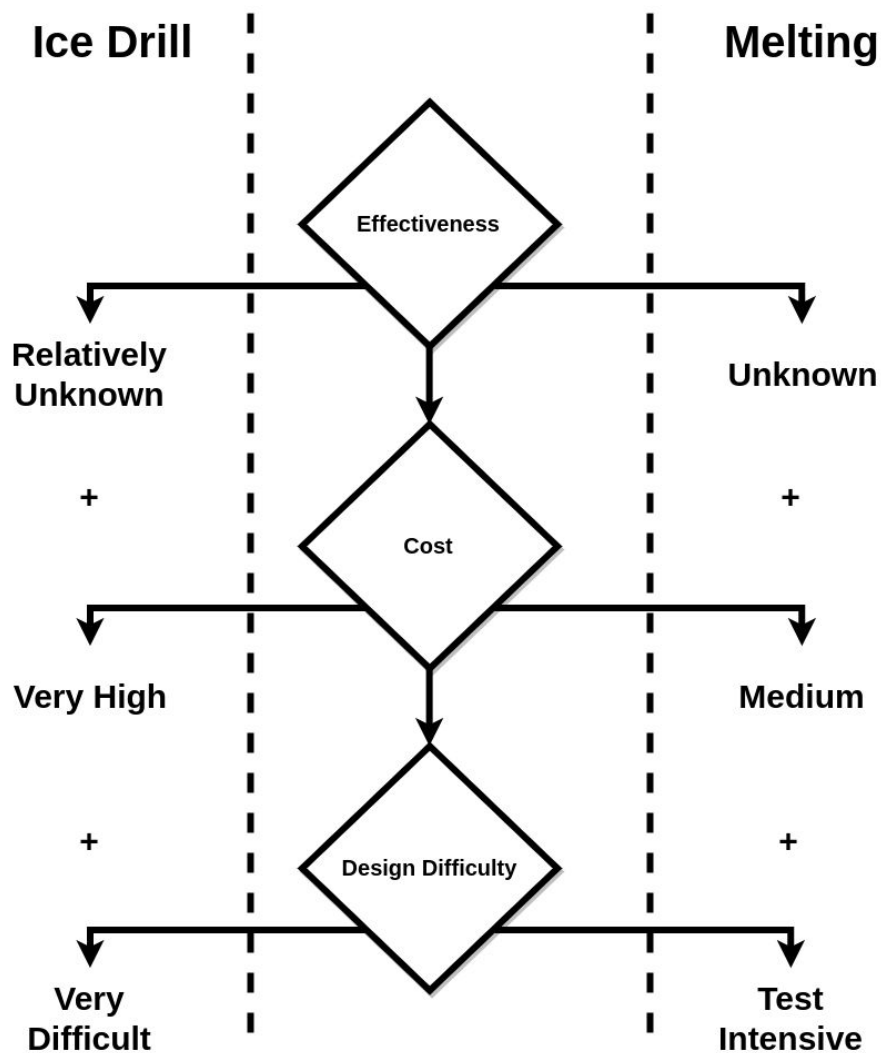 Ice Drill
Melting
Effectiveness
Relatively
Unknown
Unknown
+
+
Cost
Very High
Medium
+
+
Design Difficulty
Very
Difficult
Test
Intensive